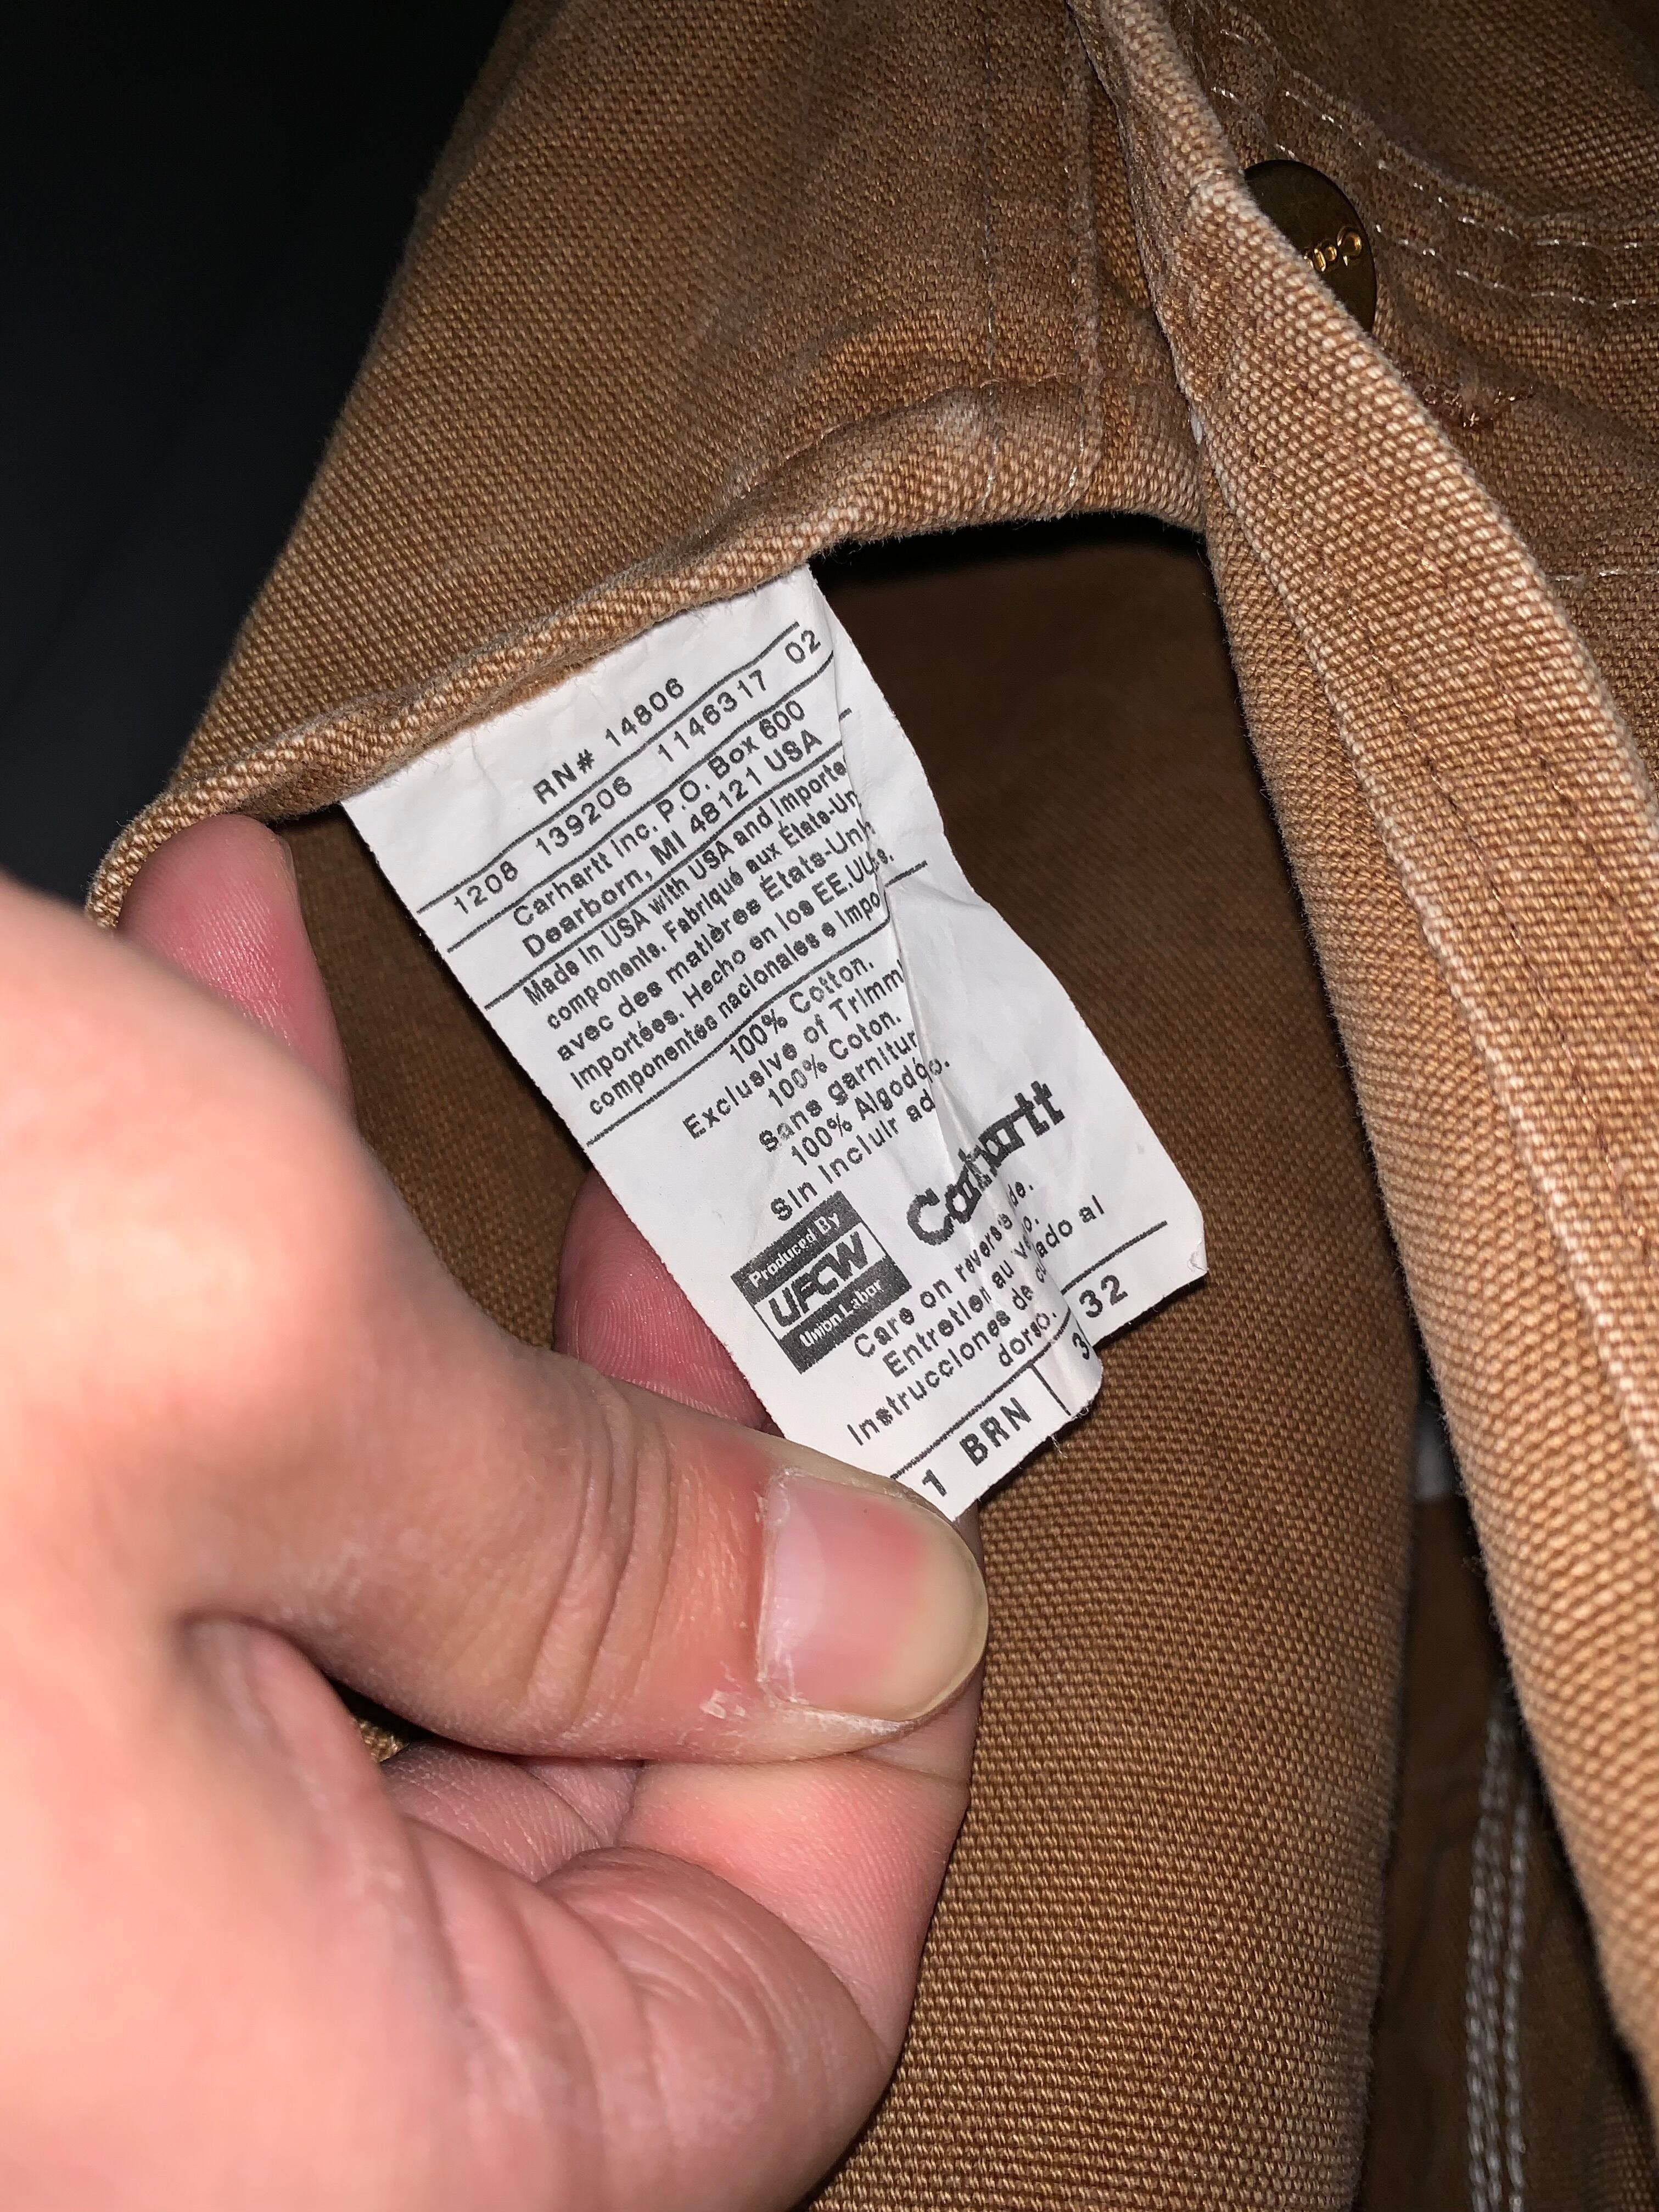 RN# 14806
1208 139206 1146317 02
Carhartt Inc. P.O. Box 600
Dearborn, MI 48121 USA
Made in USA with USA and Importe
components. Fabriqué aux États-Un
avec des matières États-Uni
importées. Hecho en los EE.UU.
componentes nacionales e Impo
100% Cotton.
Exclusive of Trimm
100% Coton.
Sans garnitur
100% Algodón.
Sin incluir ad
Produced By
UFCW
Union Labor
Carhartt
Care on reverse side.
Entretien au verso.
Instrucciones de cuidado al
dorso.
1 BRN 3 32